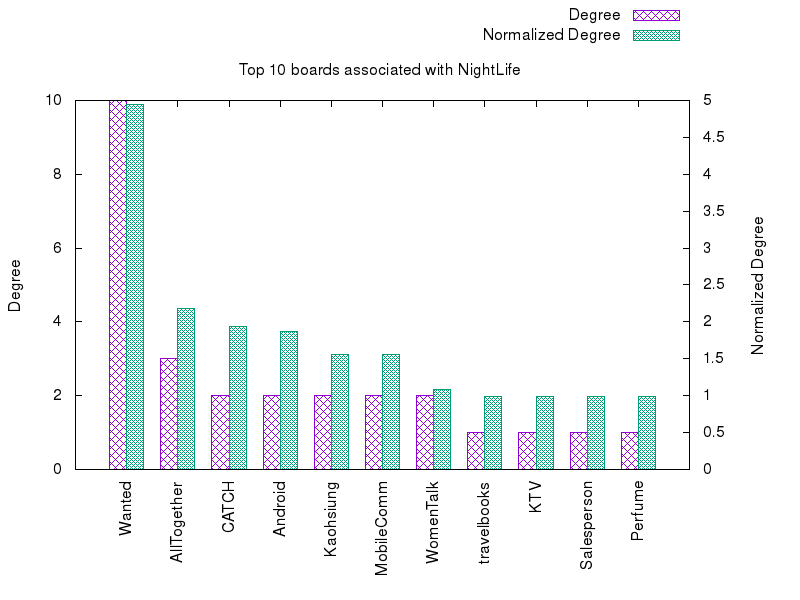 Degree
Normalized Degree
Top 10 boards associated with NightLife
10
8
6
4
2
0
5
4.5
4
3.5
3
2.5
2
1.5
1
0.5
0
Degree
Normalized Degree
Wanted
AllTogether
CATCH
Android
Kaohsiung
MobileComm
WomenTalk
travelbooks
KTV
Salesperson
Perfume